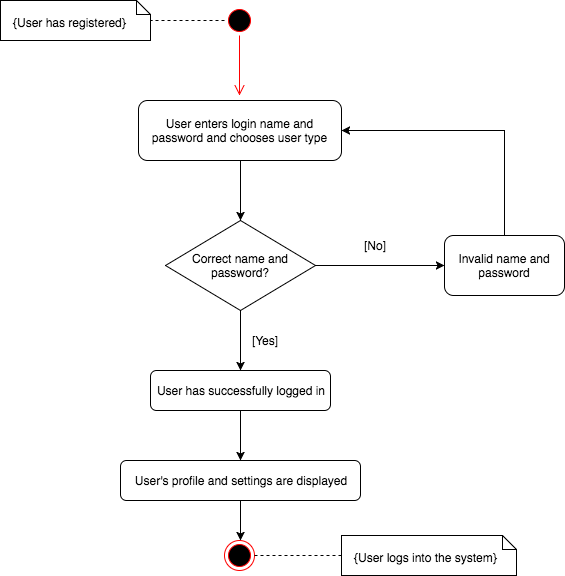 {User has registered}
User enters login name and
password and chooses user type
Correct name and
password?
[No]
Invalid name and
password
[Yes]
User has successfully logged in
User's profile and settings are displayed
{User logs into the system}